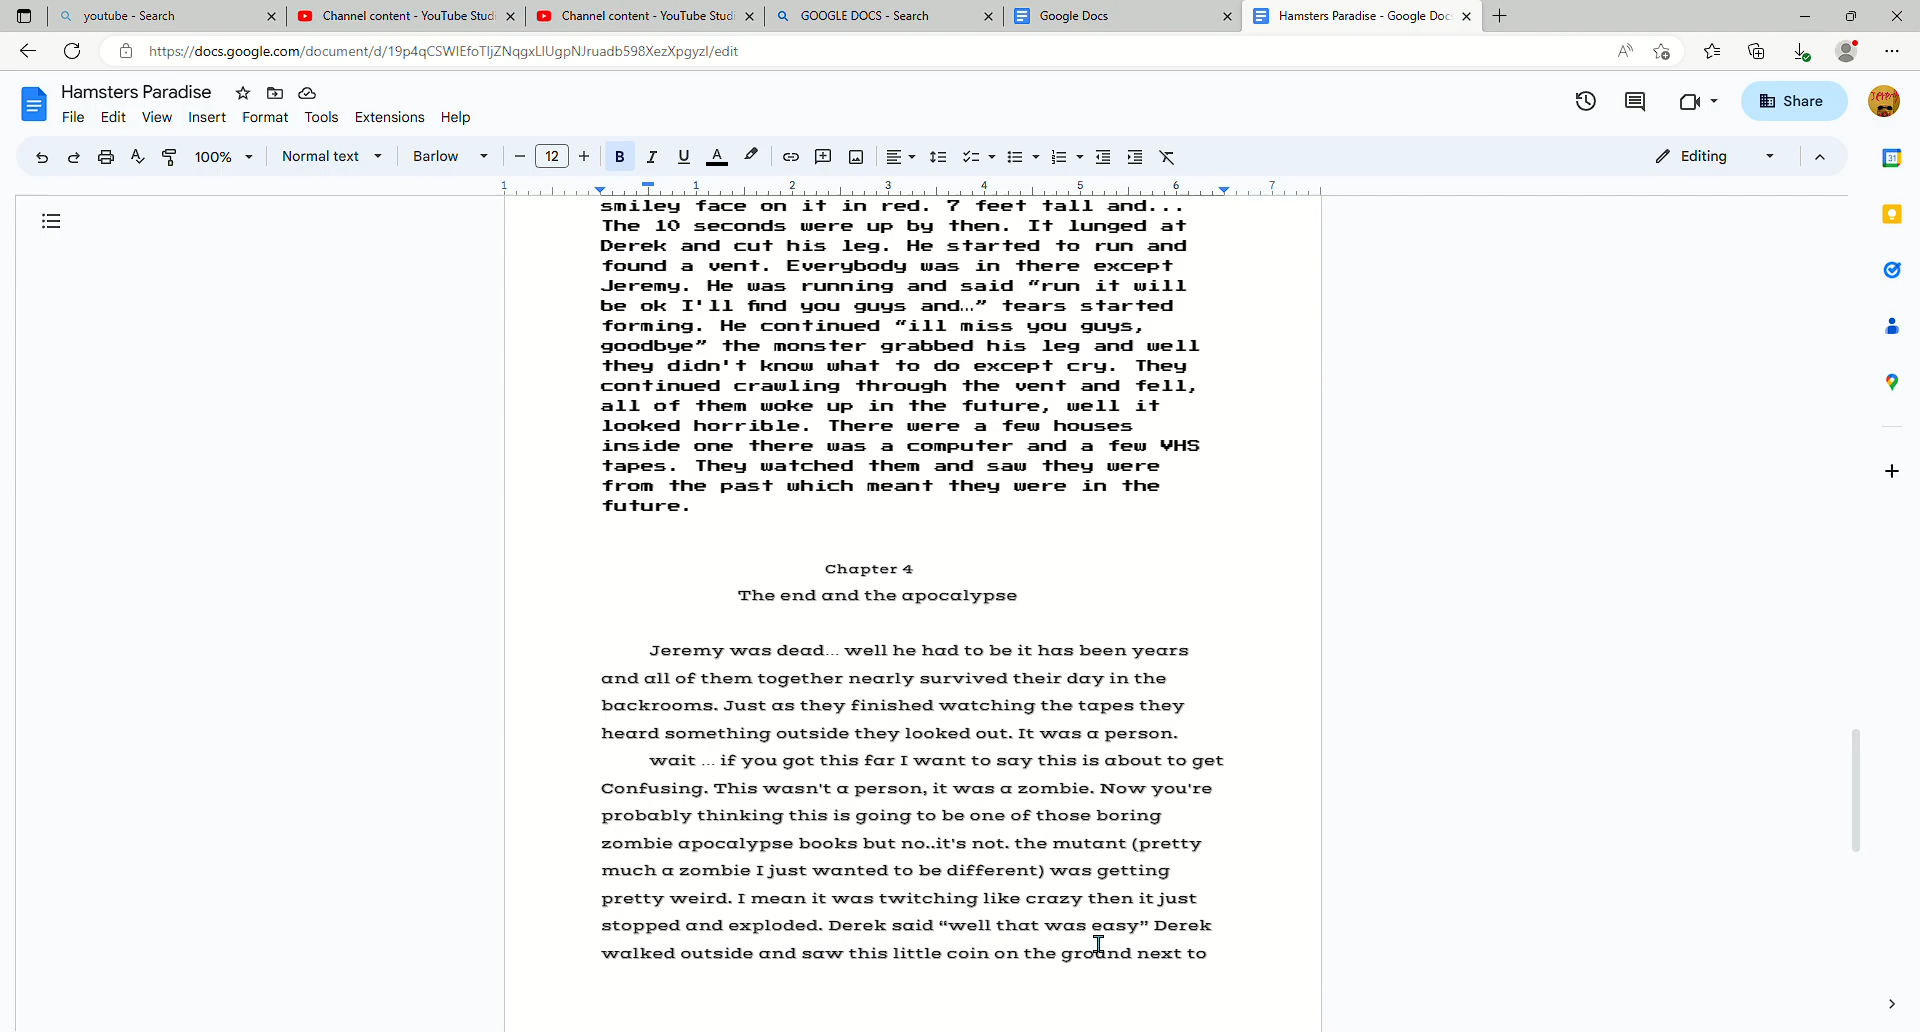 youtube - Search
Channel content - YouTube Studi
Channel content - YouTube Studi
GOOGLE DOCS - Search
Google Docs
Hamsters Paradise - Google Doc
https://docs.google.com/document/d/19p4qCSWIEfoTIjZNqgxLIUgpNJruadb598XezXpgyzI/edit
Hamsters Paradise
File Edit View Insert Format Tools Extensions Help
Share
100% Normal text Barlow 12 B I U A Editing
1 1 2 3 4 5 6 7
smiley face on it in red. 7 feet tall and...
The 10 seconds were up by then. It lunged at
Derek and cut his leg. He started to run and
found a vent. Everybody was in there except
Jeremy. He was running and said “run it will
be ok I'll find you guys and…” tears started
forming. He continued “ill miss you guys,
goodbye” the monster grabbed his leg and well
they didn't know what to do except cry. They
continued crawling through the vent and fell,
all of them woke up in the future, well it
looked horrible. There were a few houses
inside one there was a computer and a few VHS
tapes. They watched them and saw they were
from the past which meant they were in the
future.
Chapter 4
The end and the apocalypse
Jeremy was dead... well he had to be it has been years
and all of them together nearly survived their day in the
backrooms. Just as they finished watching the tapes they
heard something outside they looked out. It was a person.
wait ... if you got this far I want to say this is about to get
Confusing. This wasn't a person, it was a zombie. Now you're
probably thinking this is going to be one of those boring
zombie apocalypse books but no..it's not. the mutant (pretty
much a zombie I just wanted to be different) was getting
pretty weird. I mean it was twitching like crazy then it just
stopped and exploded. Derek said “well that was easy” Derek
walked outside and saw this little coin on the ground next to